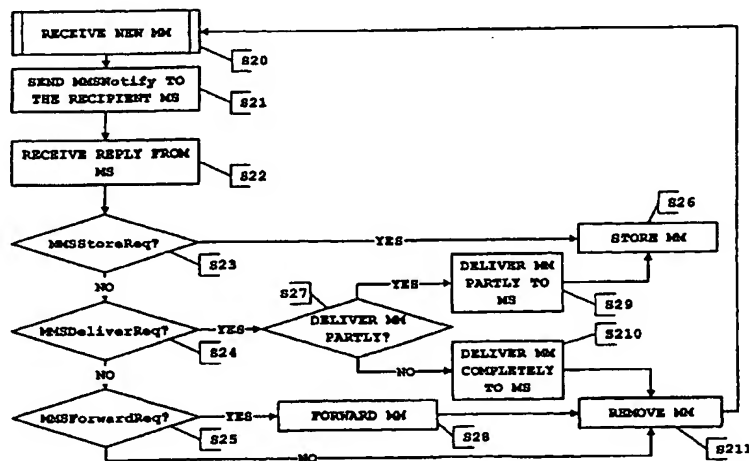 RECEIVE NEW MM
S20
SEND MMSNotify TO
THE RECIPIENT MS
S21
RECEIVE REPLY FROM
MS
S22
S26
MMSStoreReq?
YES
STORE MM
S23
NO
S27
YES
DELIVER MM
PARTLY TO
MS
S29
MMSDeliverReq?
YES
DELIVER MM
PARTLY?
S24
S210
NO
NO
DELIVER MM
COMPLETELY
TO MS
MMSForwardReq?
YES
FORWARD MM
REMOVE MM
S25
S28
S211
NO